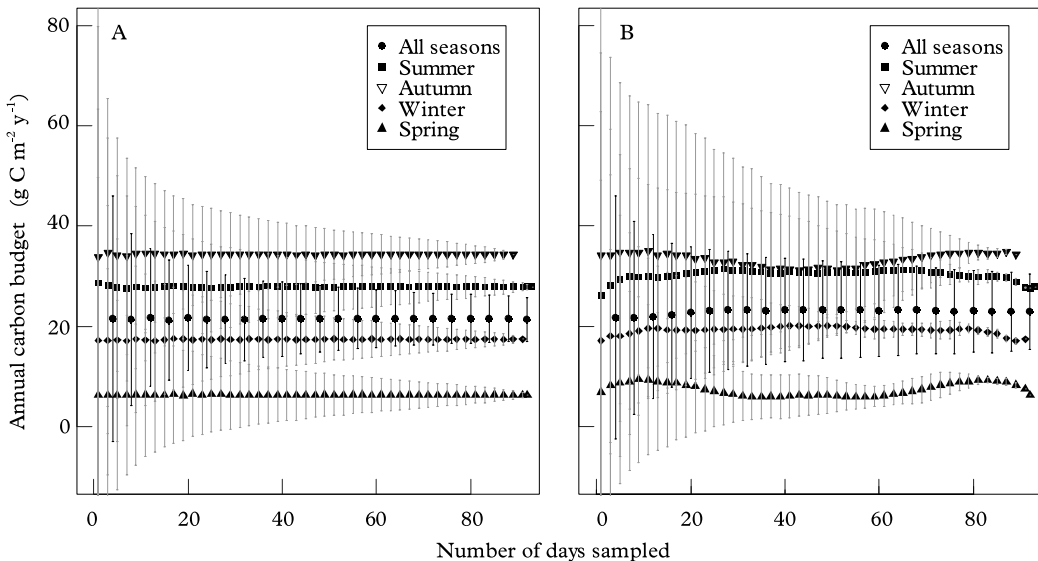 A
All seasons
Summer
Autumn
Winter
Spring
B
All seasons
Summer
Autumn
Winter
Spring
80
60
40
20
0
Annual carbon budget (g C m⁻² y⁻¹)
0 20 40 60 80
0 20 40 60 80
Number of days sampled